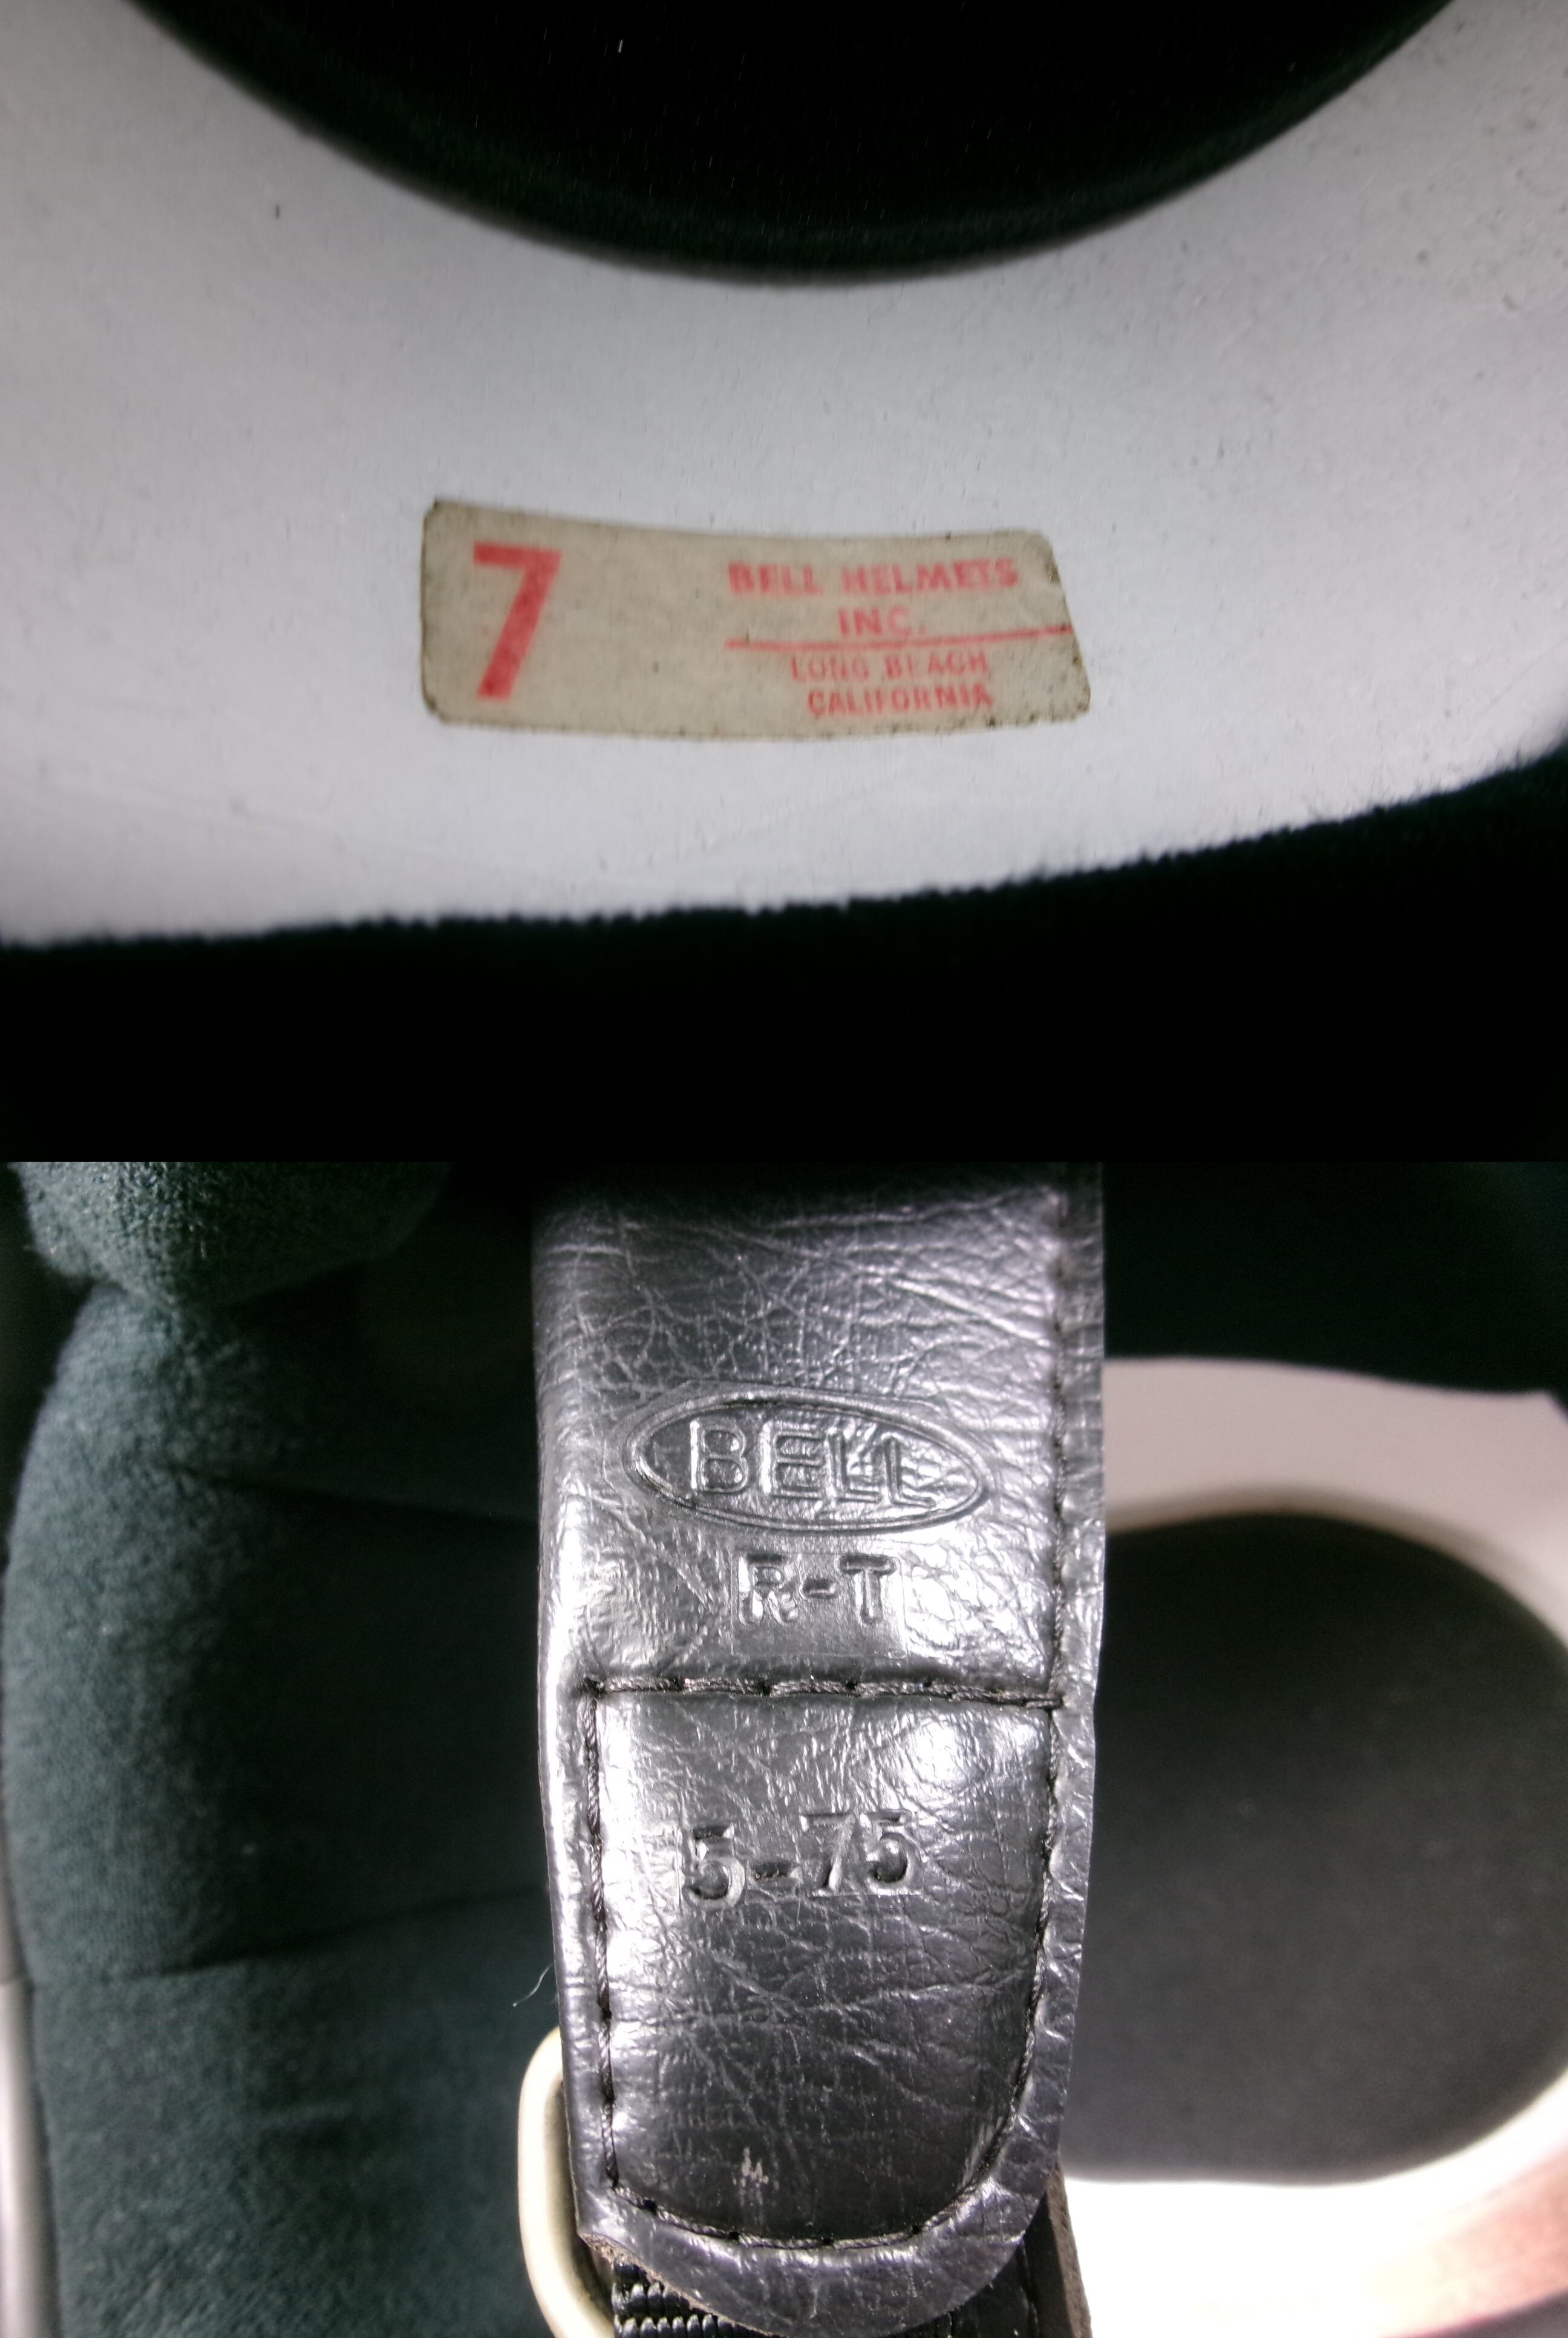 7
BELL HELMETS
INC.
LONG BEACH
CALIFORNIA
BELL
R-T
5-75